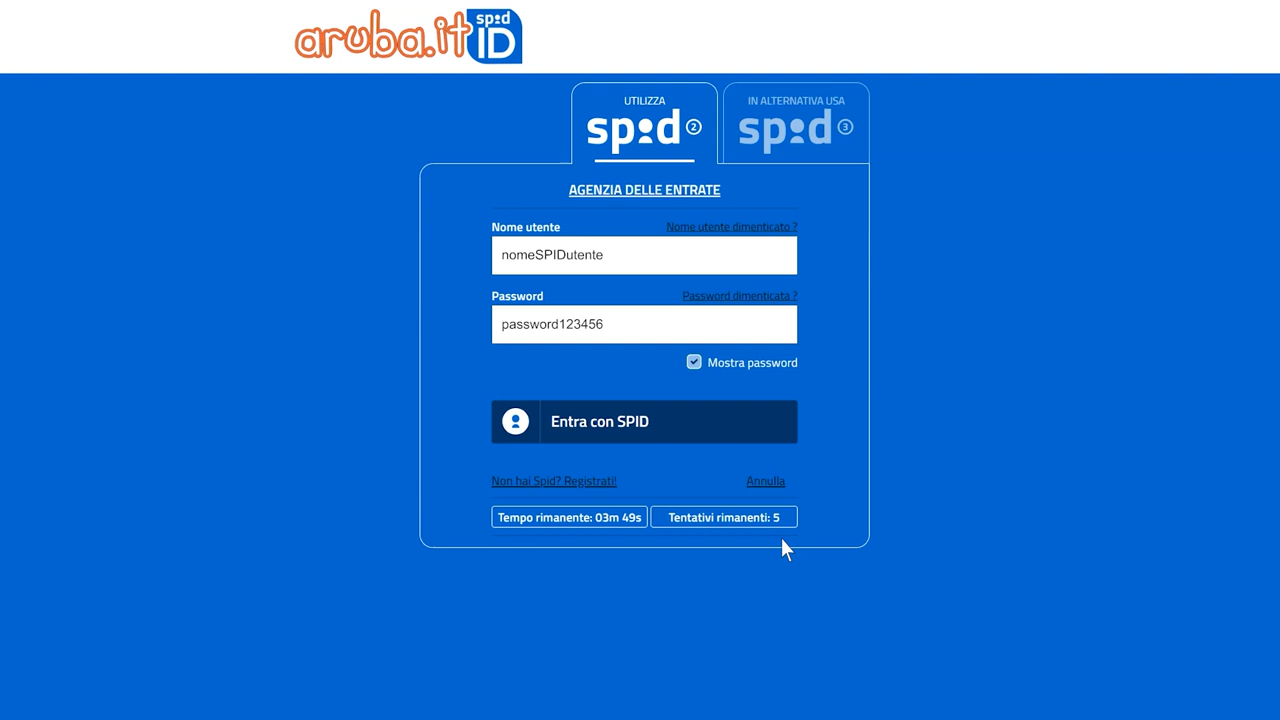 aruba.it spid ID
UTILIZZA
spid 2
IN ALTERNATIVA USA
spid 3
AGENZIA DELLE ENTRATE
Nome utente
Nome utente dimenticato ?
nomeSPIDutente
Password
Password dimenticata ?
password123456
Mostra password
Entra con SPID
Non hai Spid? Registrati!
Annulla
Tempo rimanente: 03m 49s
Tentativi rimanenti: 5